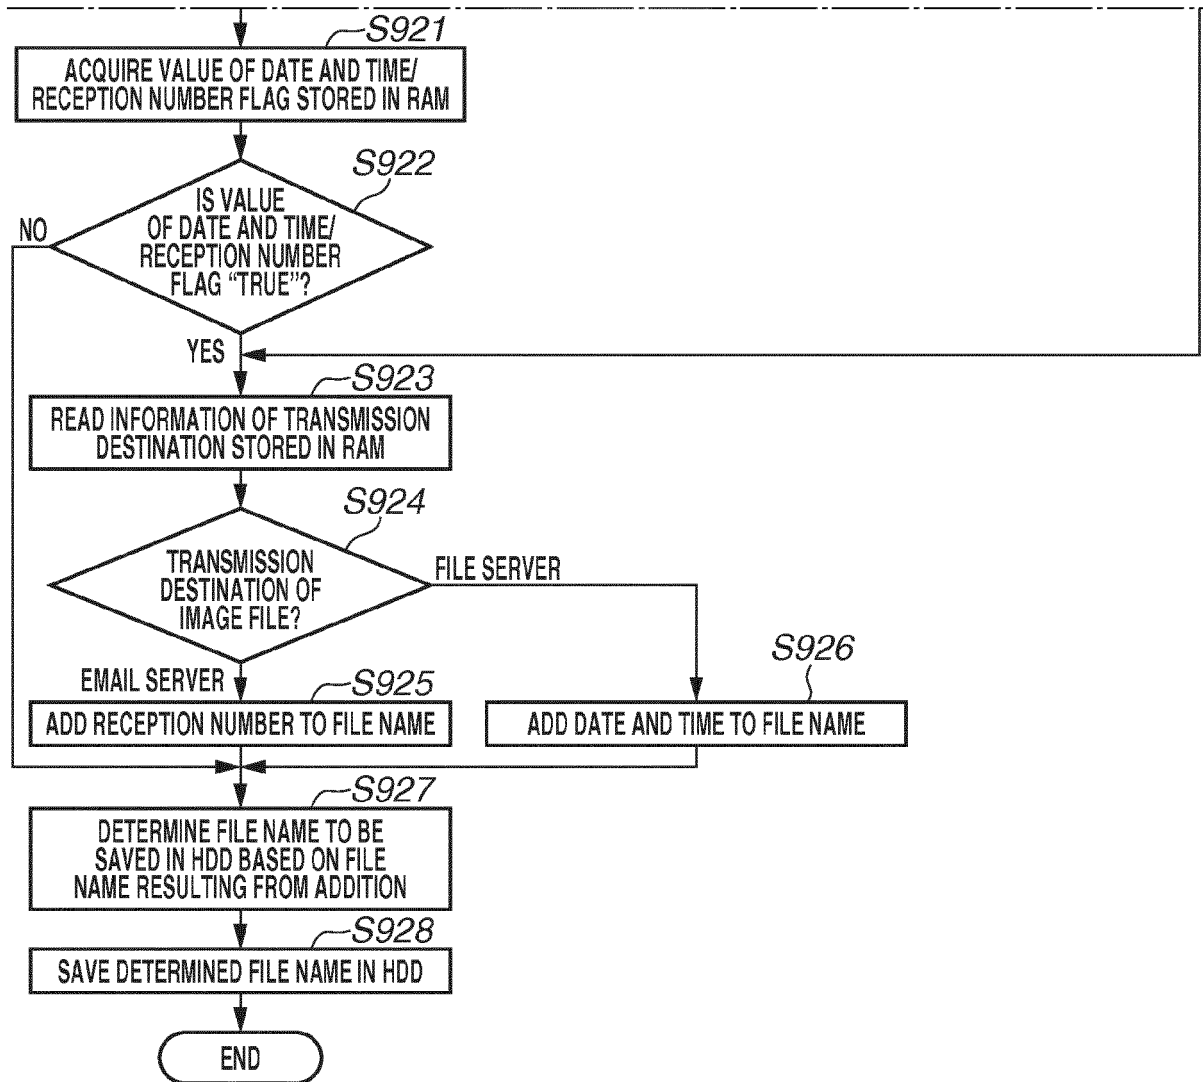 S921
ACQUIRE VALUE OF DATE AND TIME/
RECEPTION NUMBER FLAG STORED IN RAM
S922
IS VALUE
OF DATE AND TIME/
RECEPTION NUMBER
FLAG “TRUE”?
NO
YES
S923
READ INFORMATION OF TRANSMISSION
DESTINATION STORED IN RAM
S924
TRANSMISSION
DESTINATION OF
IMAGE FILE?
FILE SERVER
EMAIL SERVER
S925
ADD RECEPTION NUMBER TO FILE NAME
S926
ADD DATE AND TIME TO FILE NAME
S927
DETERMINE FILE NAME TO BE
SAVED IN HDD BASED ON FILE
NAME RESULTING FROM ADDITION
S928
SAVE DETERMINED FILE NAME IN HDD
END